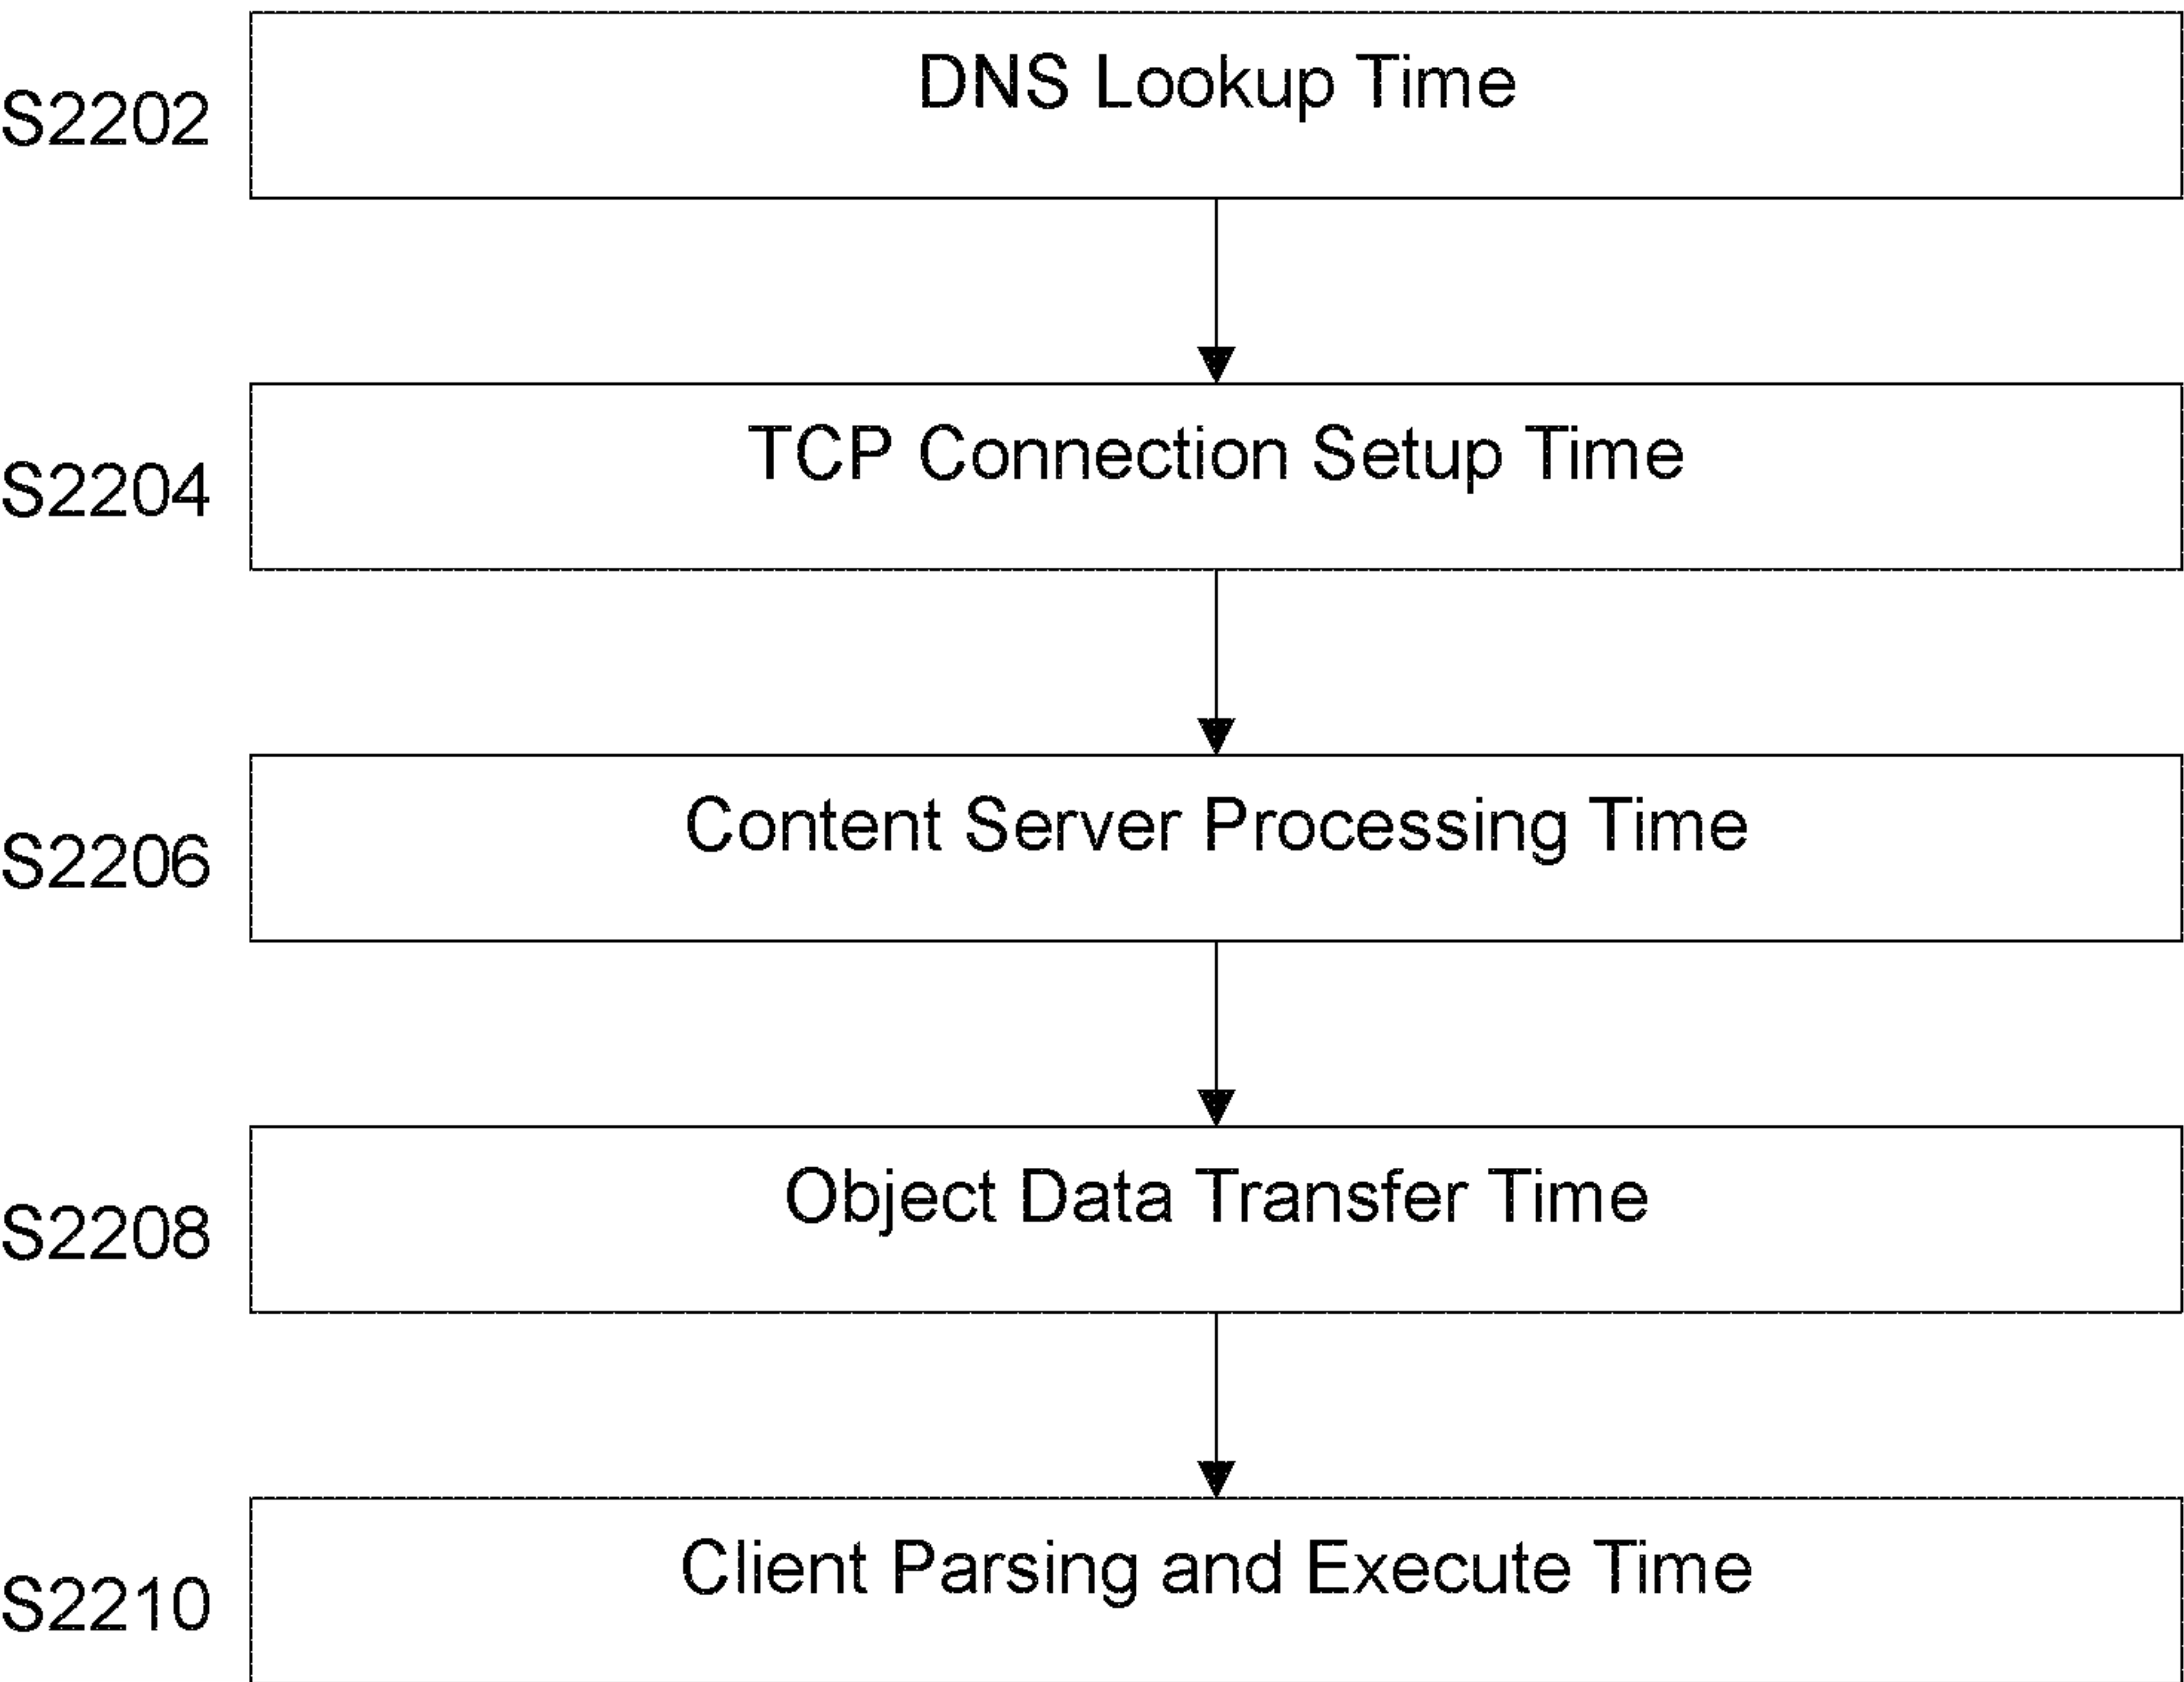 S2202
DNS Lookup Time
S2204
TCP Connection Setup Time
S2206
Content Server Processing Time
S2208
Object Data Transfer Time
S2210
Client Parsing and Execute Time